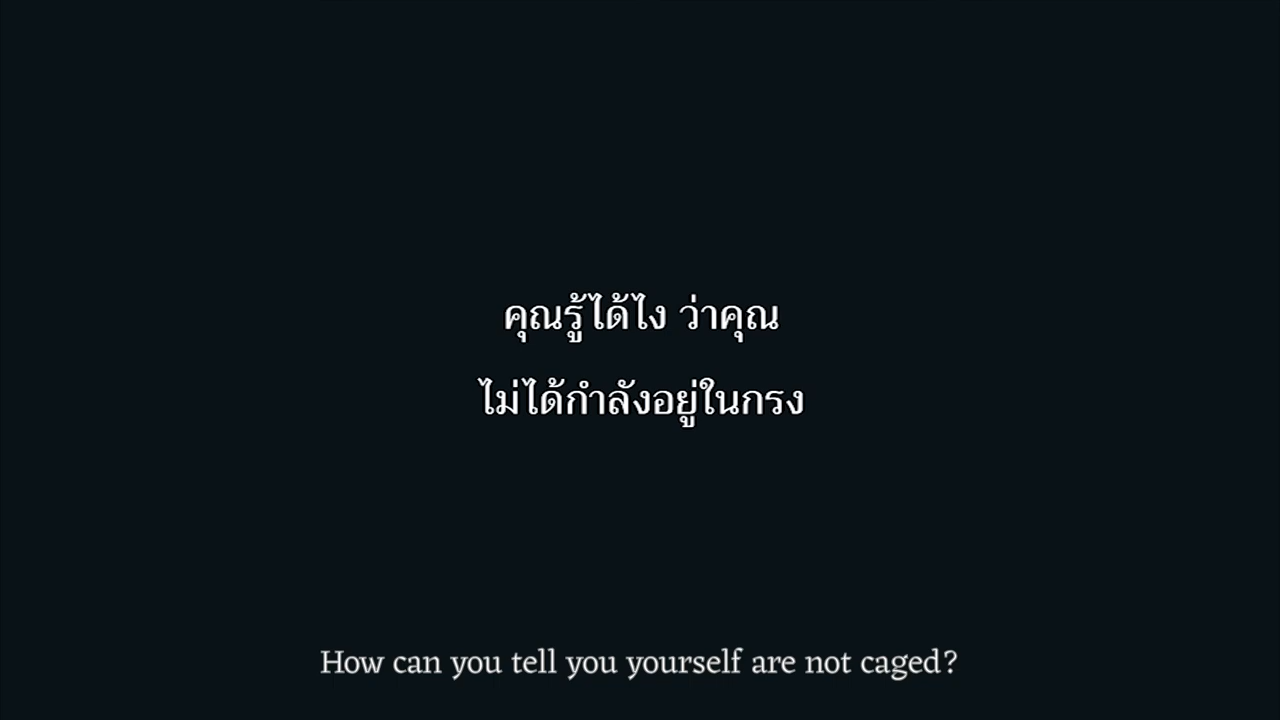 คุณรู้ได้ไง ว่าคุณ
ไม่ได้กำลังอยู่ในกรง
How can you tell you yourself are not caged?